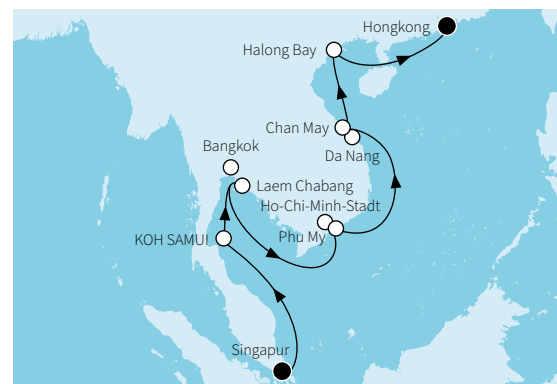 Hongkong
Halong Bay
Chan May
Da Nang
Bangkok
Laem Chabang
Ho-Chi-Minh-Stadt
Phu My
KOH SAMUI
Singapur